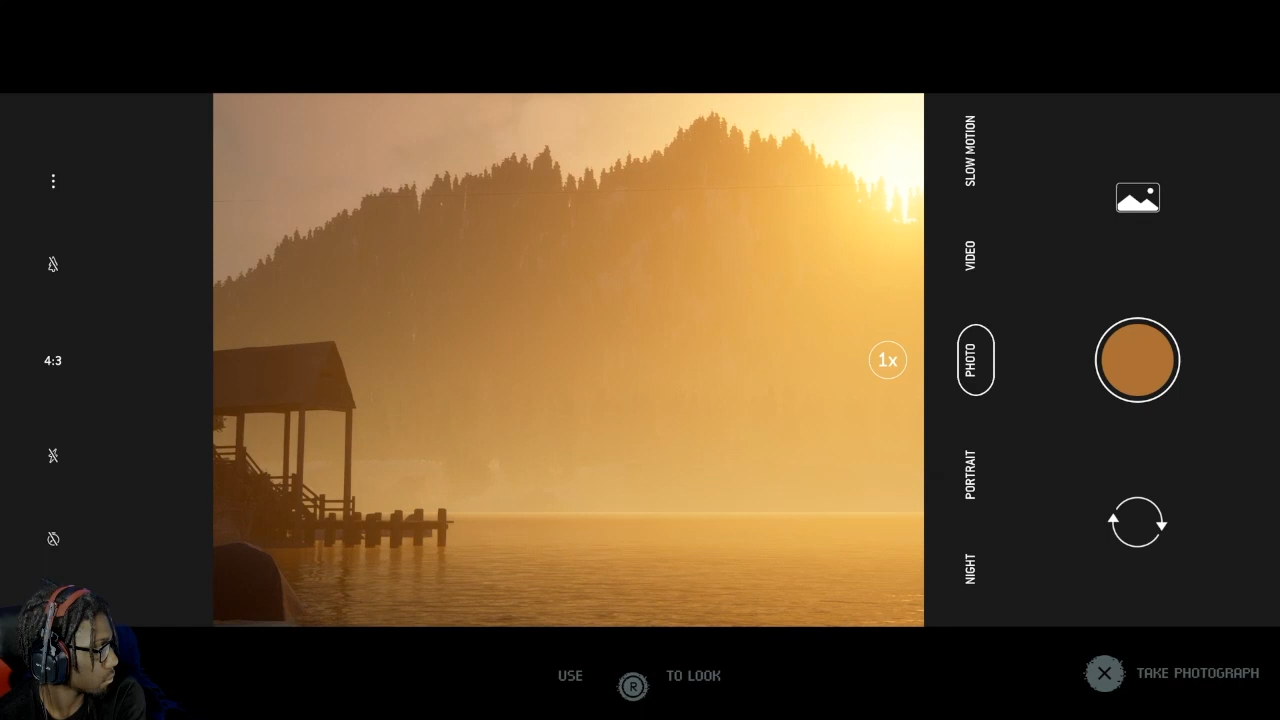 SLOW MOTION
VIDEO
4:3
1x
PHOTO
PORTRAIT
NIGHT
USE R TO LOOK
TAKE PHOTOGRAPH